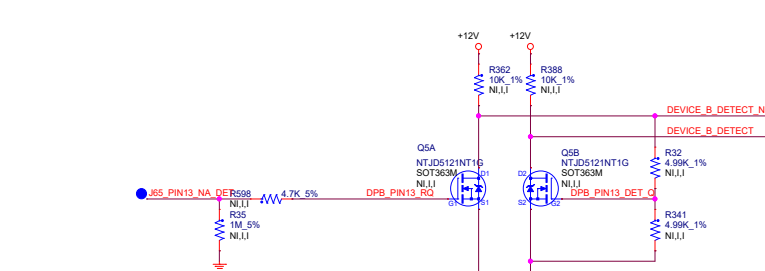 +12V
+12V
R362
10K_1%
NI,I,I
R388
10K_1%
NI,I,I
DEVICE_B_DETECT_N
DEVICE_B_DETECT
Q5A
NTJD5121NT1G
SOT363M
NI,I,I
D1
G1
S1
Q5B
NTJD5121NT1G
SOT363M
NI,I,I
D2
S2
G2
R32
4.99K_1%
NI,I,I
J65_PIN13_NA_DET
R598
NI,I,I
4.7K_5%
DPB_PIN13_RQ
DPB_PIN13_DET_Q
R35
1M_5%
NI,I,I
R341
4.99K_1%
NI,I,I